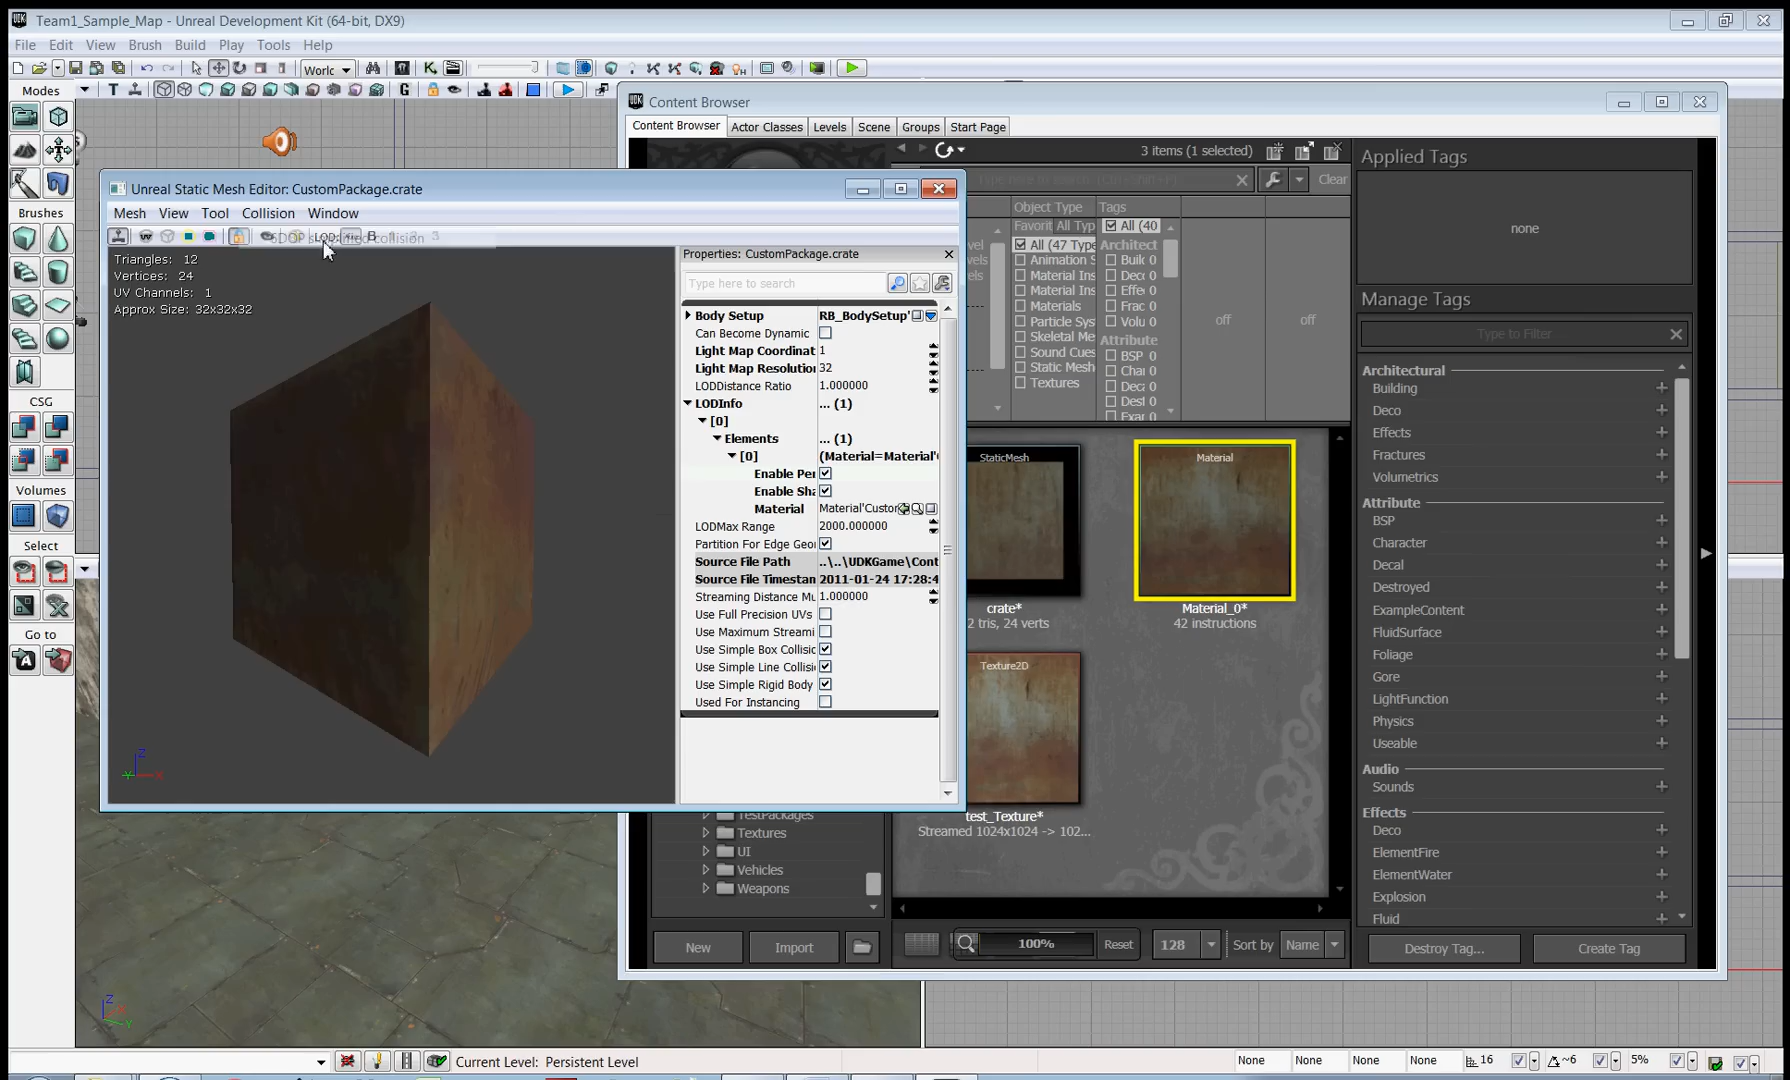 Team1_Sample_Map - Unreal Development Kit (64-bit, DX9)
File Edit View Brush Build Play Tools Help
World
Modes
Brushes
CSG
Volumes
Select
Go to
Content Browser
Content Browser Actor Classes Levels Scene Groups Start Page
3 items (1 selected)
Clear
Object Type Tags
Favorit All Typ
All (47 Type
Animation S
Material Ins
Material Ins
Materials
Particle Sys
Skeletal Me
Sound Cues
Static Mesh
Textures
All (40
Architect
Build 0
Deco 0
Effec 0
Frac 0
Volu 0
Attribute
BSP 0
Char 0
Deca 0
Dest 0
off off
Applied Tags
none
Manage Tags
Type to Filter
Architectural
Building
Deco
Effects
Fractures
Volumetrics
Attribute
BSP
Character
Decal
Destroyed
ExampleContent
FluidSurface
Foliage
Gore
LightFunction
Physics
Useable
Audio
Sounds
Effects
Deco
ElementFire
ElementWater
Explosion
Fluid
Destroy Tag... Create Tag
StaticMesh
crate*
2 tris, 24 verts
Material
Material_0*
42 instructions
Texture2D
test_Texture*
Streamed 1024x1024 -> 102...
TestPackages
Textures
UI
Vehicles
Weapons
New Import 100% Reset 128 Sort by Name
Unreal Static Mesh Editor: CustomPackage.crate
Mesh View Tool Collision Window
LOD: B 1 2 3
Triangles: 12
Vertices: 24
UV Channels: 1
Approx Size: 32x32x32
Z
Y X
Properties: CustomPackage.crate
Type here to search
Body Setup RB_BodySetup'
Can Become Dynamic
Light Map Coordinat 1
Light Map Resolution 32
LODDistance Ratio 1.000000
LODInfo ... (1)
[0]
Elements ... (1)
[0] (Material=Material'
Enable Per
Enable Sha
Material Material'Custor
LODMax Range 2000.000000
Partition For Edge Geo
Source File Path ..\..\UDKGame\Cont
Source File Timestan 2011-01-24 17:28:4
Streaming Distance Mu 1.000000
Use Full Precision UVs
Use Maximum Streami
Use Simple Box Collisic
Use Simple Line Collisic
Use Simple Rigid Body
Used For Instancing
Z
X
Y
Current Level: Persistent Level
None None None None 16 ~6 5%